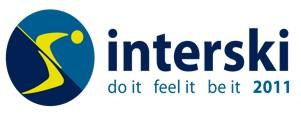 interski
do it feel it be it 2011